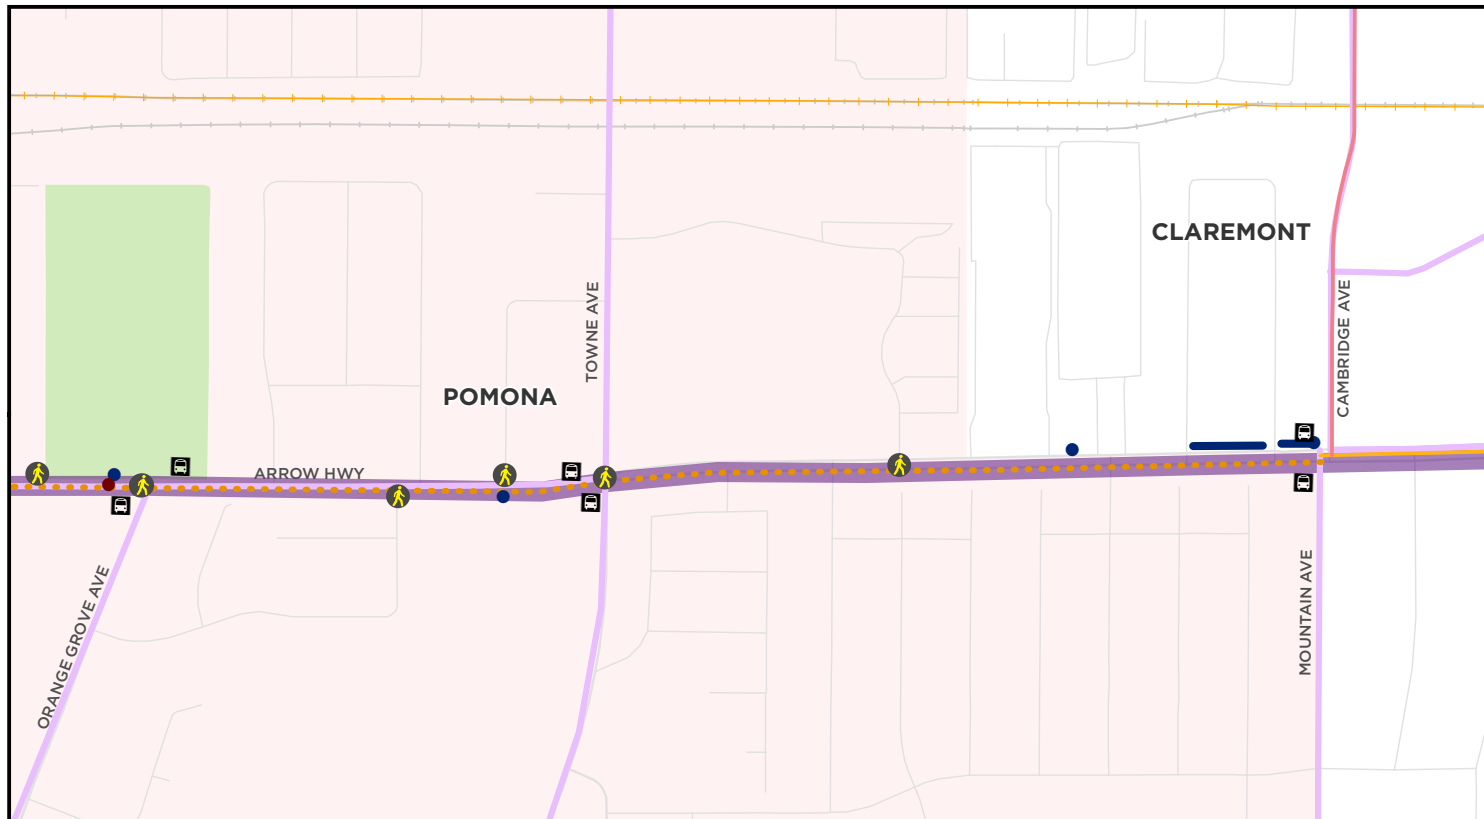 CLAREMONT
TOWNE AVE
CAMBRIDGE AVE
POMONA
ARROW HWY
ORANGE GROVE AVE
MOUNTAIN AVE